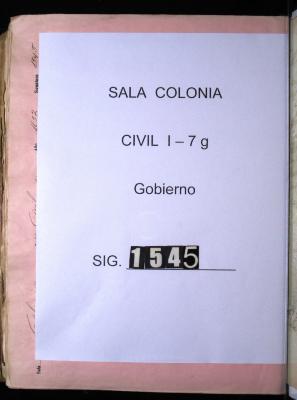 SALA COLONIA
CIVIL I – 7 g
Gobierno
SIG. 1545